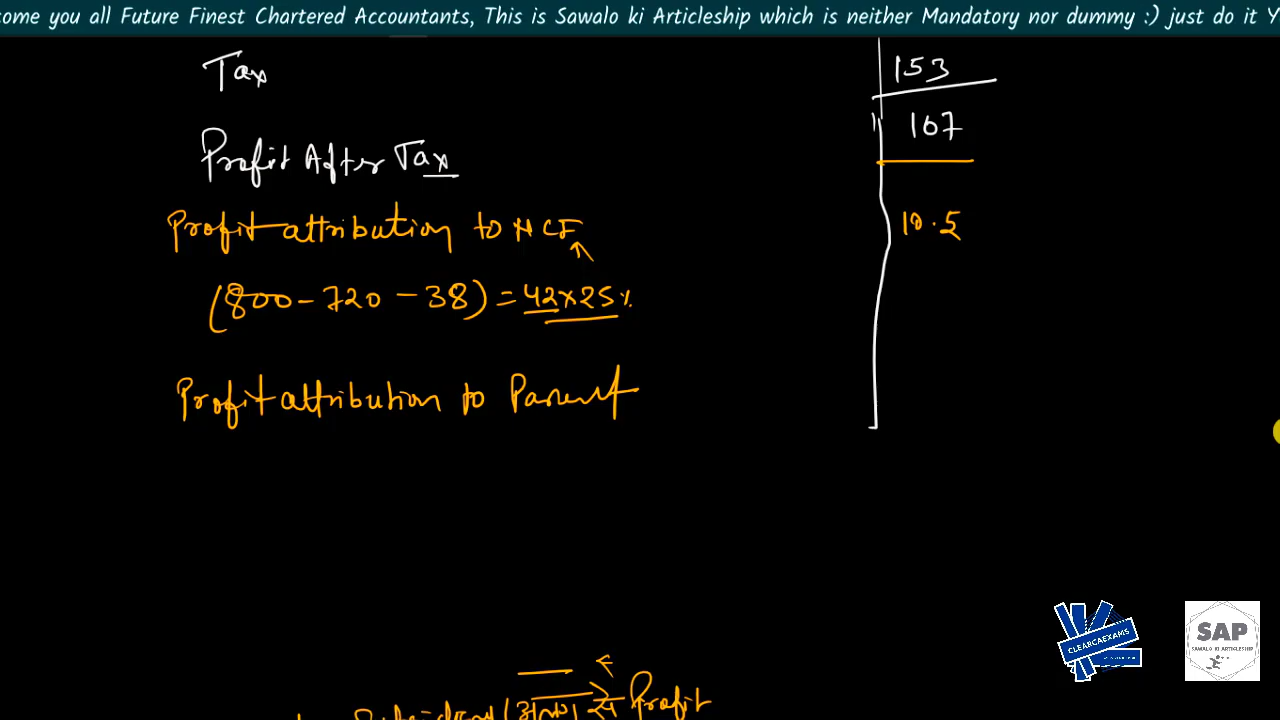 come you all Future Finest Chartered Accountants, This is Sawalo ki Articleship which is neither Mandatory nor dummy :) just do it Y
Tax 153
Profit After Tax 107
Profit attribution to NCI 10.5
(800-720-38) = 42x25%
Profit attribution to Parent
Profit
CLEARCAEXAMS
SAP
SAWALO KI ARTICLESHIP